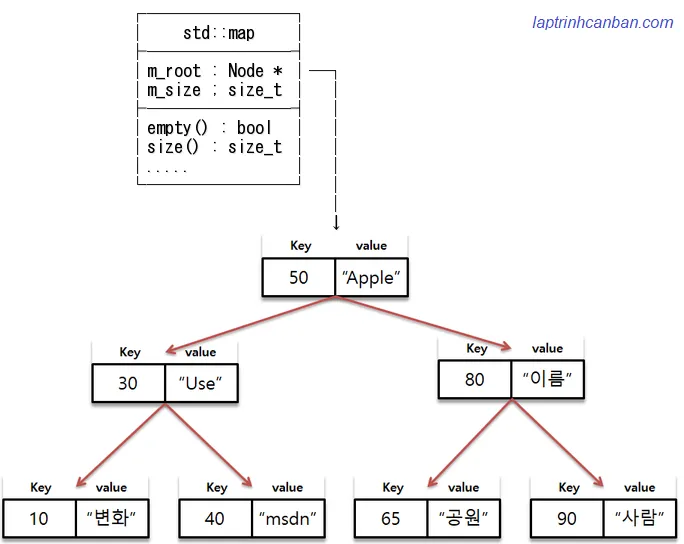 laptrinhcanban.com
std::map
m_root : Node *
m_size ; size_t
empty() : bool
size() : size_t
.....
Key value
50 “Apple”
Key value Key value
30 “Use” 80 “이름”
Key value Key value Key value Key value
10 “변화” 40 “msdn” 65 “공원” 90 “사람”